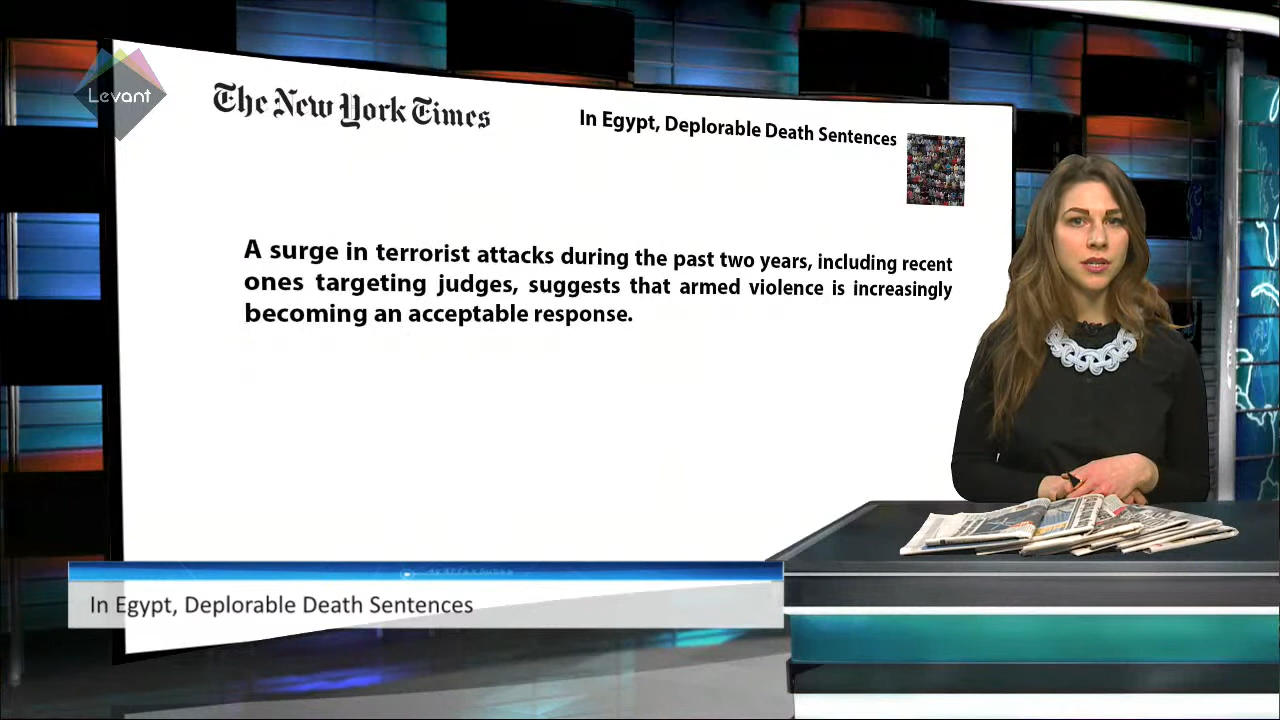 Levant
The New York Times
In Egypt, Deplorable Death Sentences
A surge in terrorist attacks during the past two years, including recent
ones targeting judges, suggests that armed violence is increasingly
becoming an acceptable response.
In Egypt, Deplorable Death Sentences